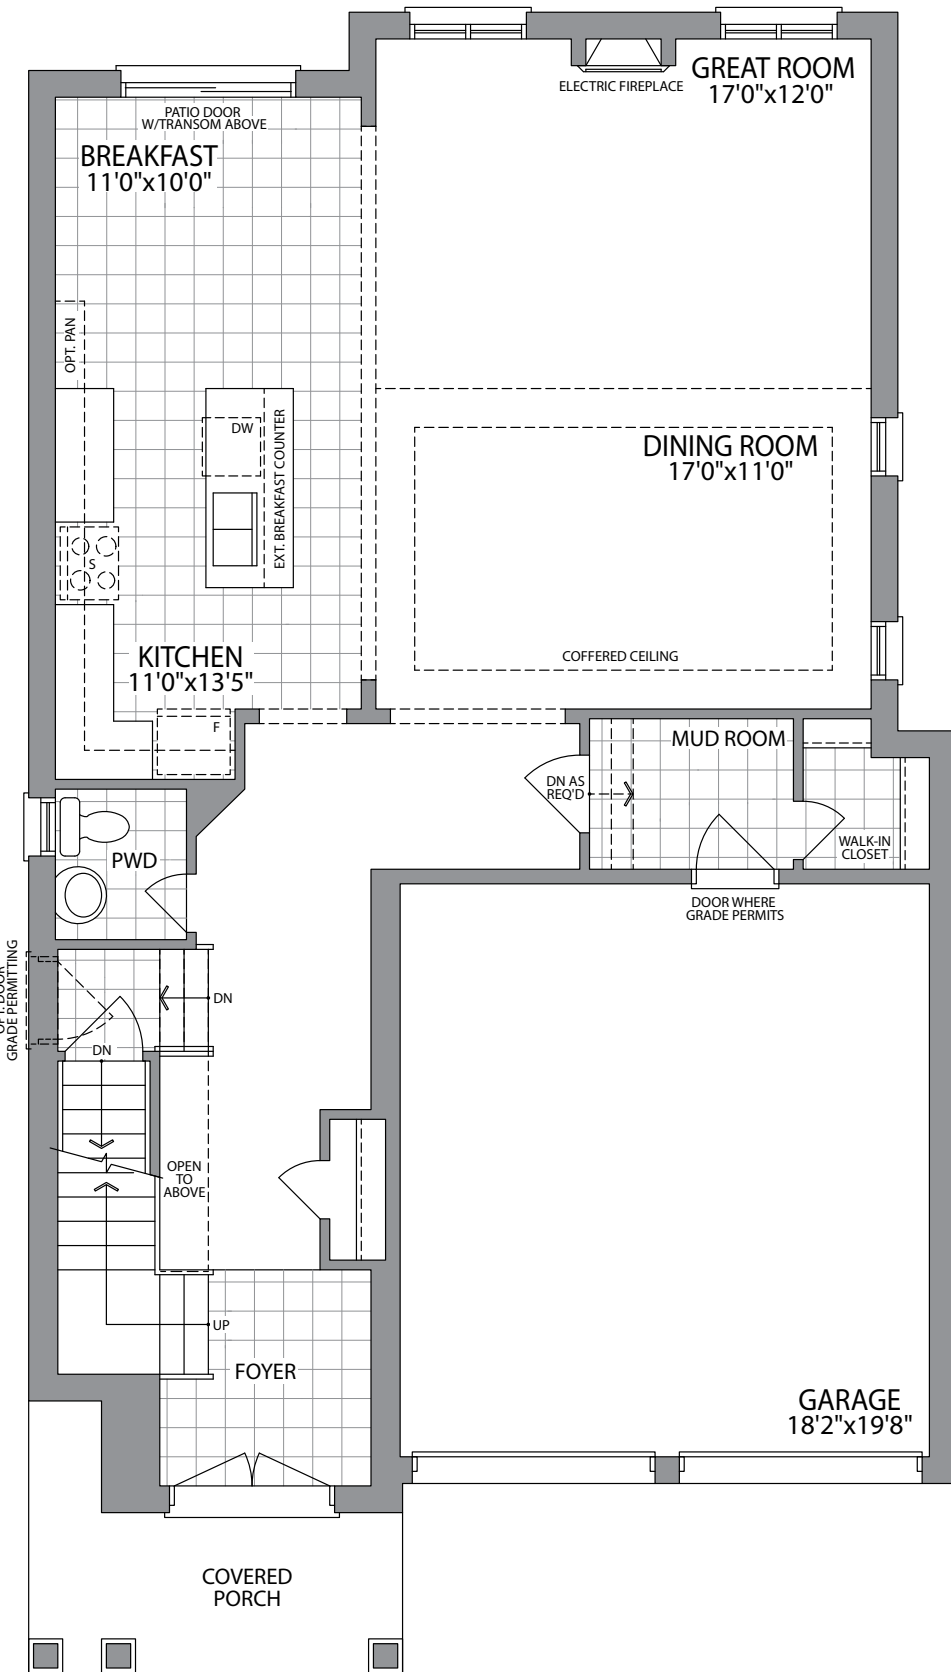 ELECTRIC FIREPLACE
GREAT ROOM
17'0"x12'0"
PATIO DOOR
W/TRANSOM ABOVE
BREAKFAST
11'0"x10'0"
OPT. PAN
DW
EXT. BREAKFAST COUNTER
DINING ROOM
17'0"x11'0"
S
COFFERED CEILING
KITCHEN
11'0"x13'5"
F
MUD ROOM
DN AS
REQ'D
WALK-IN
CLOSET
PWD
DOOR WHERE
GRADE PERMITS
OPT. DOOR
GRADE PERMITTING
DN
DN
OPEN
TO
ABOVE
UP
FOYER
GARAGE
18'2"x19'8"
COVERED
PORCH